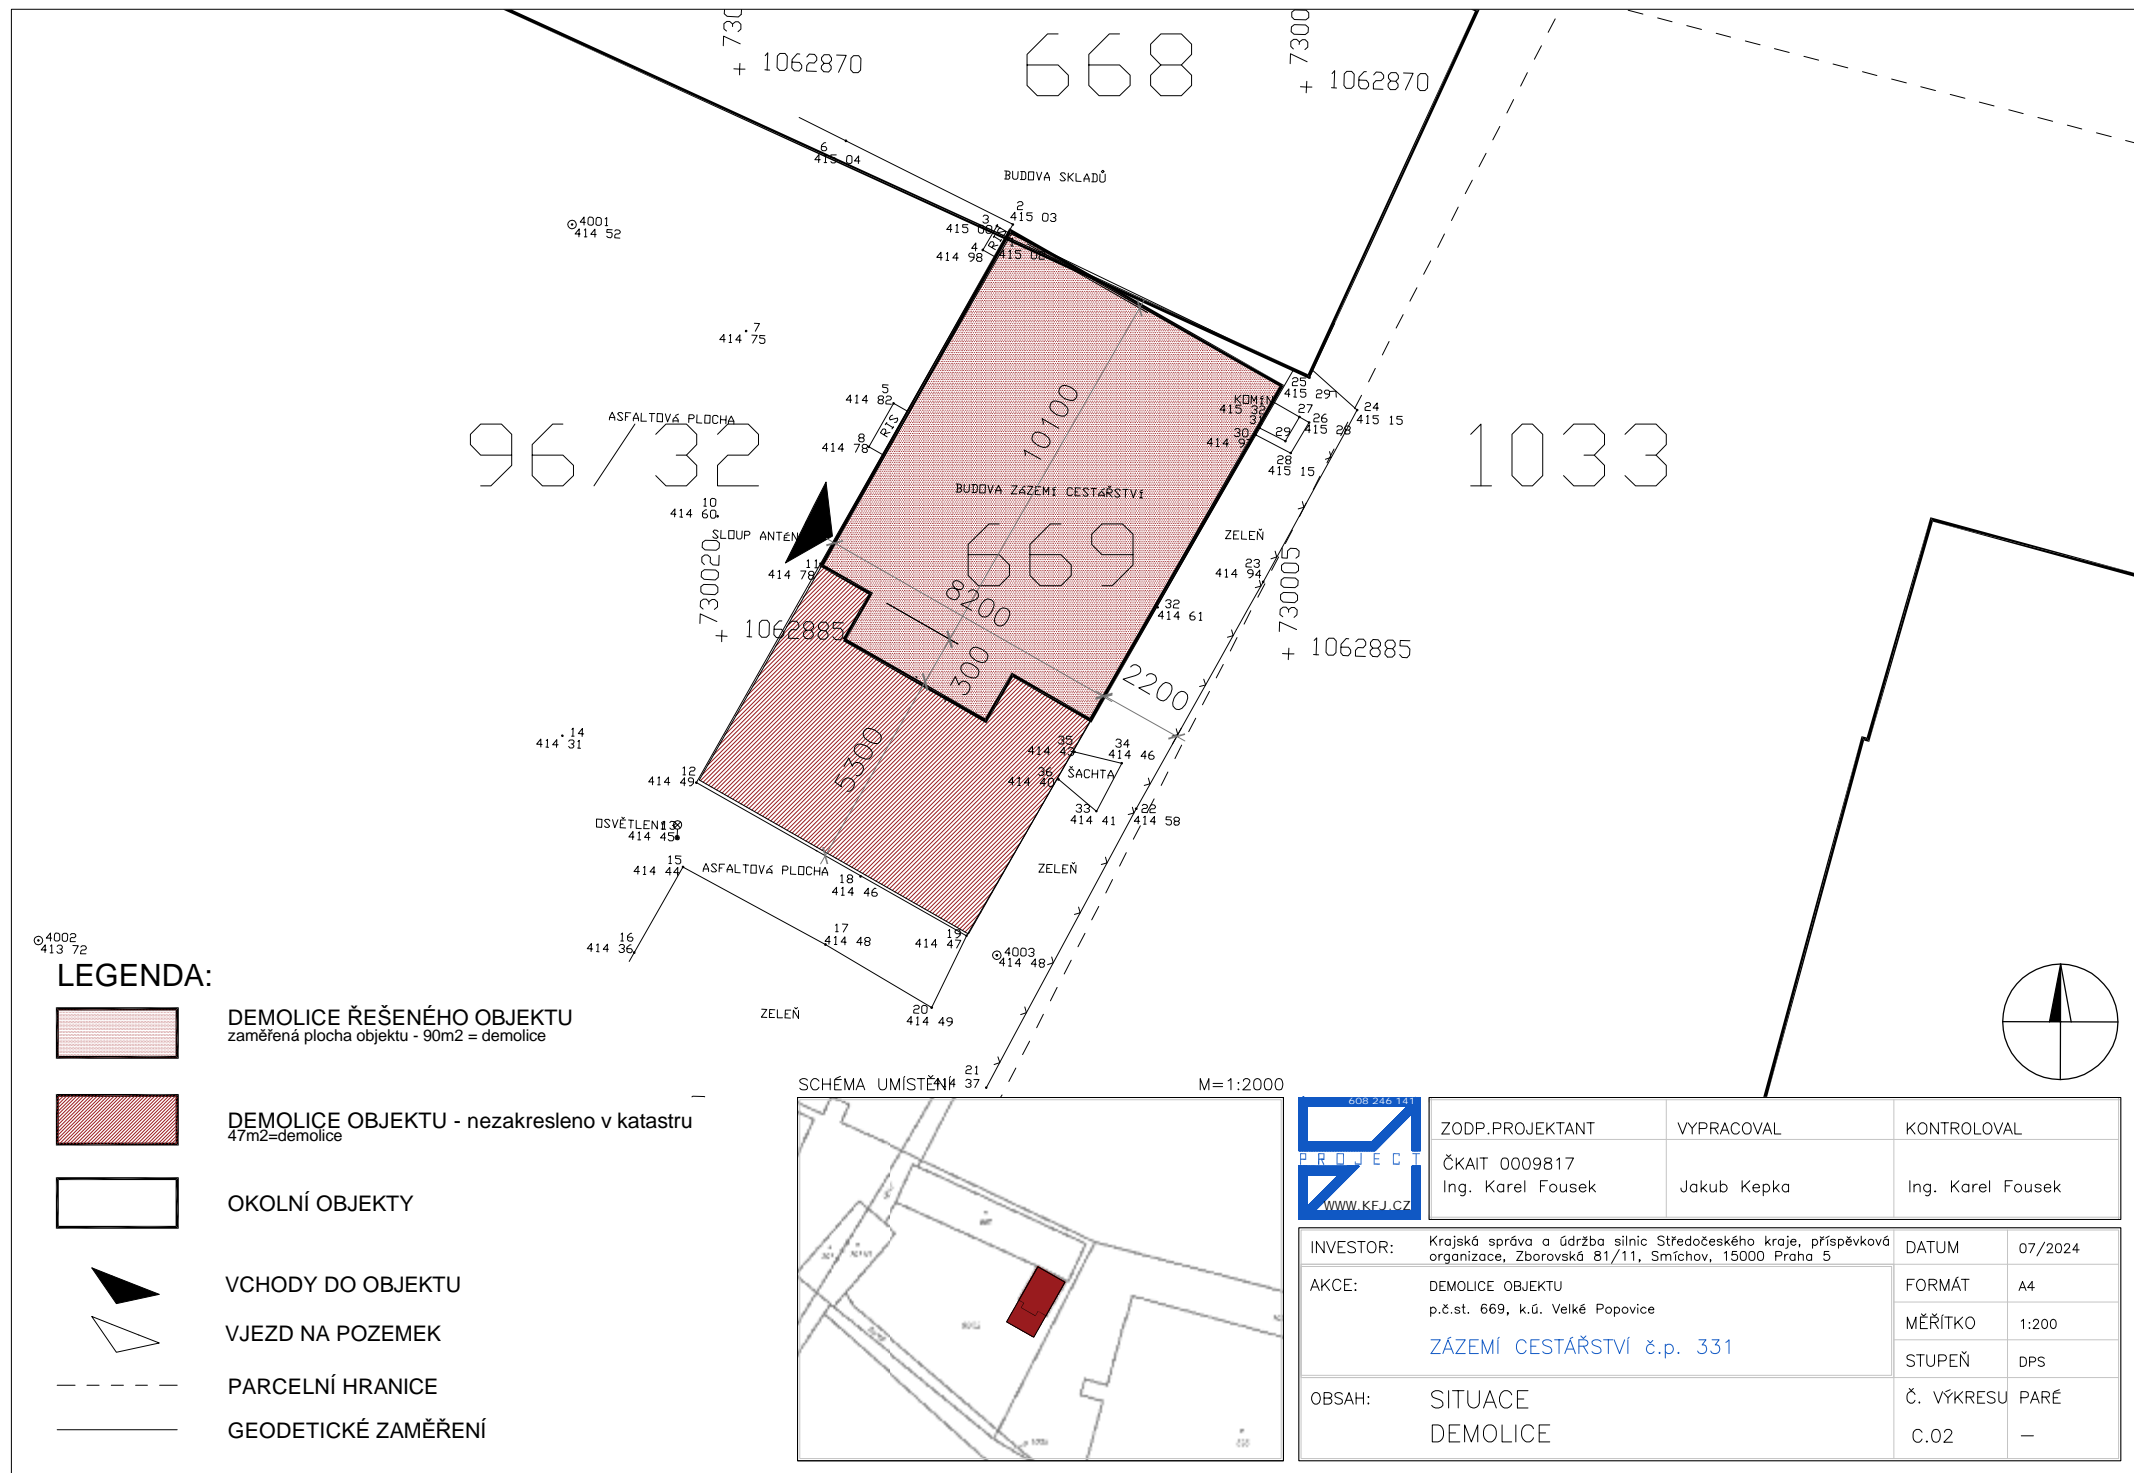 730
1062870
668
7300
1062870
6
415 04
BUDOVA SKLADŮ
2
415 03
3
4
414 98
RIS
4001
414 52
7
414 75
5
414 82
ASFALTOVÁ PLOCHA
8
414 78
RIS
96/32
10
414 60
SLOUP ANTÉN
11
414 78
730020
1062885
10100
BUDOVA ZÁZEMÍ CESTÁŘSTVÍ
669
8200
300
5300
2200
KOMÍN
415 32
25
415 29
27
26
415 28
24
415 15
30
29
28
415 15
1033
ZELEŇ
23
414 94
32
414 61
730005
1062885
14
414 31
12
414 49
OSVĚTLENÍ
13
414 45
15
414 44
ASFALTOVÁ PLOCHA
18
414 46
17
414 48
16
414 36
19
414 47
20
414 49
ZELEŇ
35
414 43
34
414 46
36
414 40
ŠACHTA
33
414 41
22
414 58
ZELEŇ
4003
414 48
4002
413 72
21
LEGENDA:
DEMOLICE ŘEŠENÉHO OBJEKTU
zaměřená plocha objektu - 90m2 = demolice
DEMOLICE OBJEKTU - nezakresleno v katastru
47m2=demolice
OKOLNÍ OBJEKTY
VCHODY DO OBJEKTU
VJEZD NA POZEMEK
PARCELNÍ HRANICE
GEODETICKÉ ZAMĚŘENÍ
SCHÉMA UMÍSTĚNÍ M=1:2000
608 246 141
PROJECT
WWW.KFJ.CZ
ZODP.PROJEKTANT VYPRACOVAL KONTROLOVAL
ČKAIT 0009817
Ing. Karel Fousek Jakub Kepka Ing. Karel Fousek
INVESTOR: Krajská správa a údržba silnic Středočeského kraje, příspěvková
organizace, Zborovská 81/11, Smíchov, 15000 Praha 5
DATUM 07/2024
AKCE: DEMOLICE OBJEKTU
p.č.st. 669, k.ú. Velké Popovice
ZÁZEMÍ CESTÁŘSTVÍ č.p. 331
FORMÁT A4
MĚŘÍTKO 1:200
STUPEŇ DPS
OBSAH: SITUACE
DEMOLICE
Č. VÝKRESU PARÉ
C.02 –